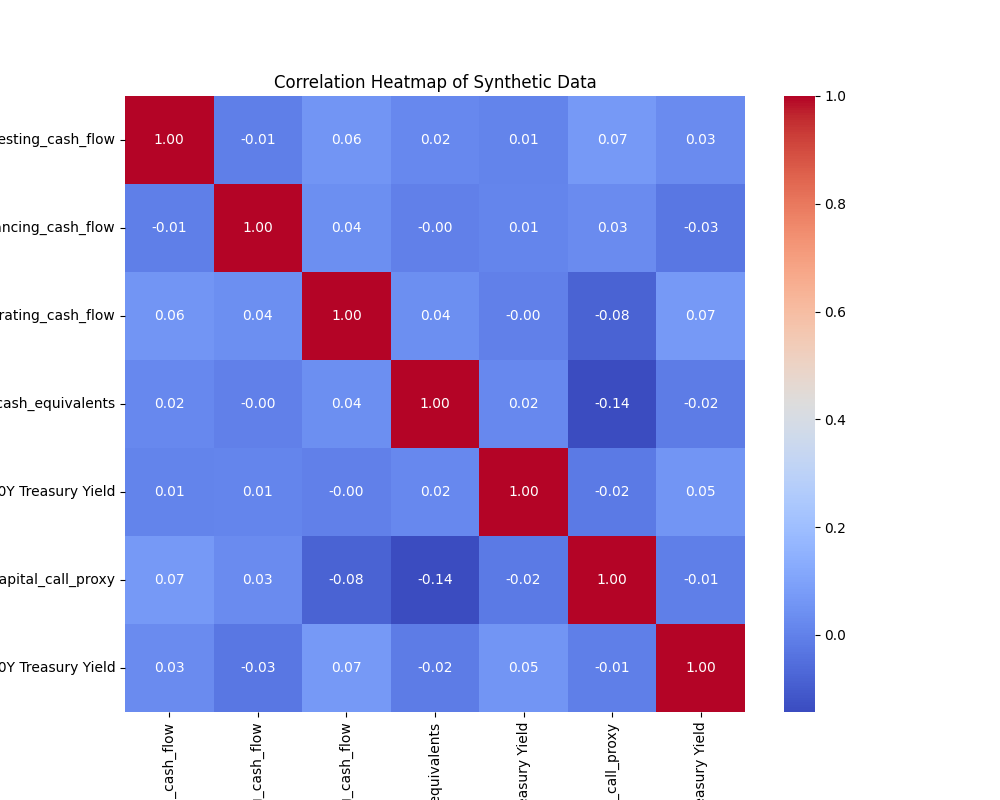 Correlation Heatmap of Synthetic Data
esting_cash_flow 1.00 -0.01 0.06 0.02 0.01 0.07 0.03
ncing_cash_flow -0.01 1.00 0.04 -0.00 0.01 0.03 -0.03
rating_cash_flow 0.06 0.04 1.00 0.04 -0.00 -0.08 0.07
cash_equivalents 0.02 -0.00 0.04 1.00 0.02 -0.14 -0.02
0Y Treasury Yield 0.01 0.01 -0.00 0.02 1.00 -0.02 0.05
apital_call_proxy 0.07 0.03 -0.08 -0.14 -0.02 1.00 -0.01
0Y Treasury Yield 0.03 -0.03 0.07 -0.02 0.05 -0.01 1.00
_cash_flow
g_cash_flow
g_cash_flow
equivalents
easury Yield
_call_proxy
easury Yield
1.0
0.8
0.6
0.4
0.2
0.0